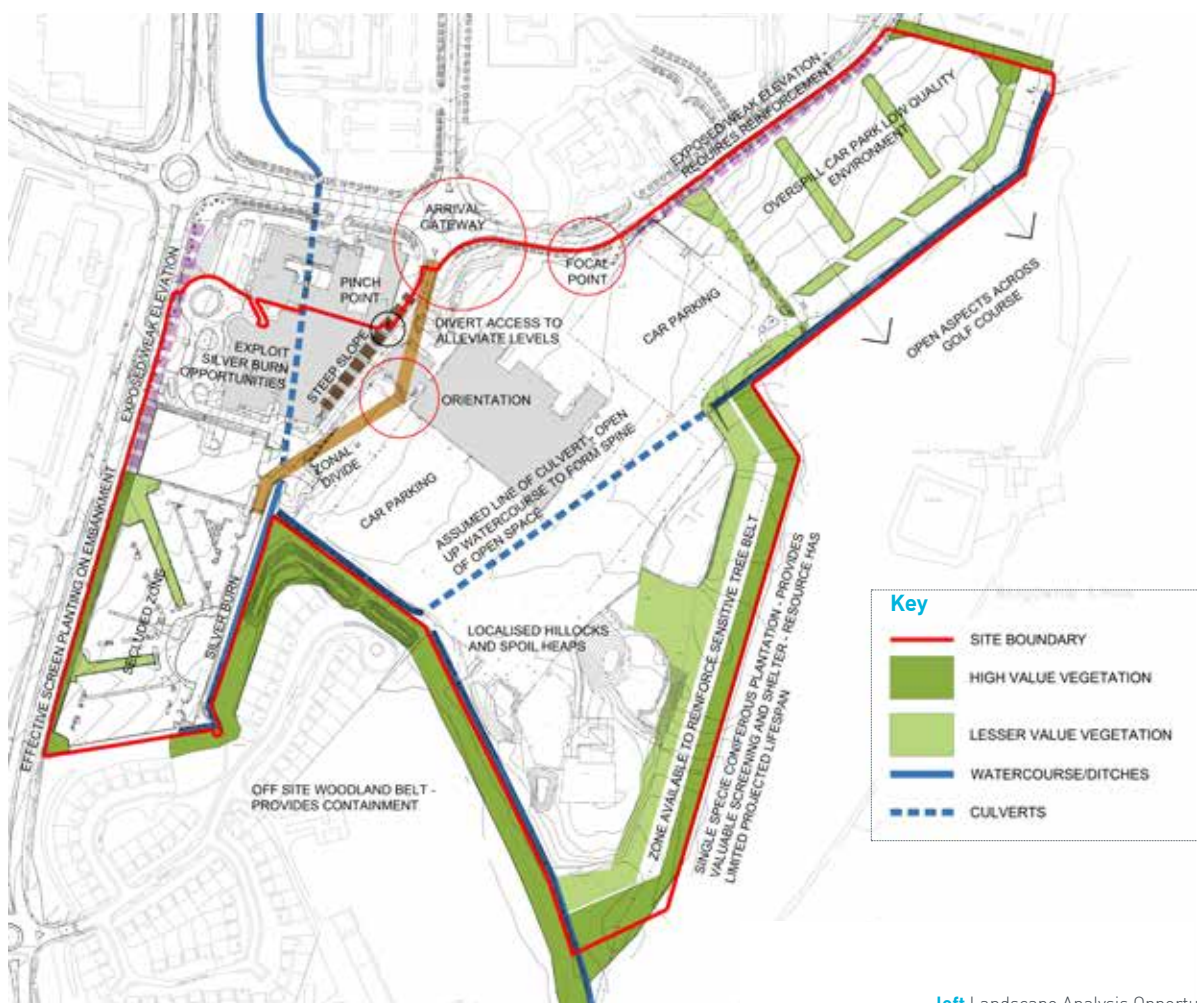 EXPOSED/WEAK ELEVATION -
REQUIRES REINFORCEMENT
OVERSPILL CAR PARK LOW QUALITY
ENVIRONMENT
ARRIVAL
GATEWAY
FOCAL
POINT
PINCH
POINT
EXPOSED/WEAK ELEVATION
EXPLOIT
SILVER BURN
OPPORTUNITIES
STEEP SLOPE
DIVERT ACCESS TO
ALLEVIATE LEVELS
CAR PARKING
OPEN ASPECTS ACROSS
GOLF COURSE
ORIENTATION
ZONAL
DIVIDE
CAR PARKING
ASSUMED LINE OF CULVERT - OPEN
UP WATERCOURSE TO FORM SPINE
OF OPEN SPACE
EFFECTIVE SCREEN PLANTING ON EMBANKMENT
SECLUDED ZONE
SILVER BURN
LOCALISED HILLOCKS
AND SPOIL HEAPS
ZONE AVAILABLE TO REINFORCE SENSITIVE TREE BELT
SINGLE SPECIE CONIFEROUS PLANTATION - PROVIDES
VALUABLE SCREENING AND SHELTER - RESOURCE HAS
LIMITED PROJECTED LIFESPAN
OFF SITE WOODLAND BELT -
PROVIDES CONTAINMENT
Key
SITE BOUNDARY
HIGH VALUE VEGETATION
LESSER VALUE VEGETATION
WATERCOURSE/DITCHES
CULVERTS
left Landscape Analysis Opportu